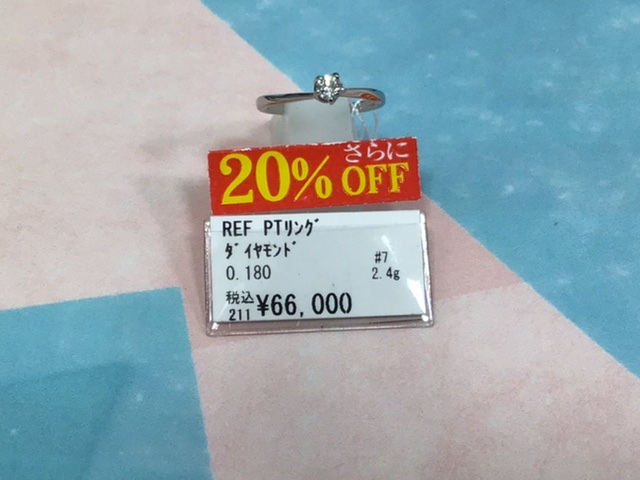 さらに
20% OFF
REF PTﾘﾝｸﾞ
ﾀﾞｲﾔﾓﾝﾄﾞ
0.180 #7
2.4g
税込 ¥66,000
211